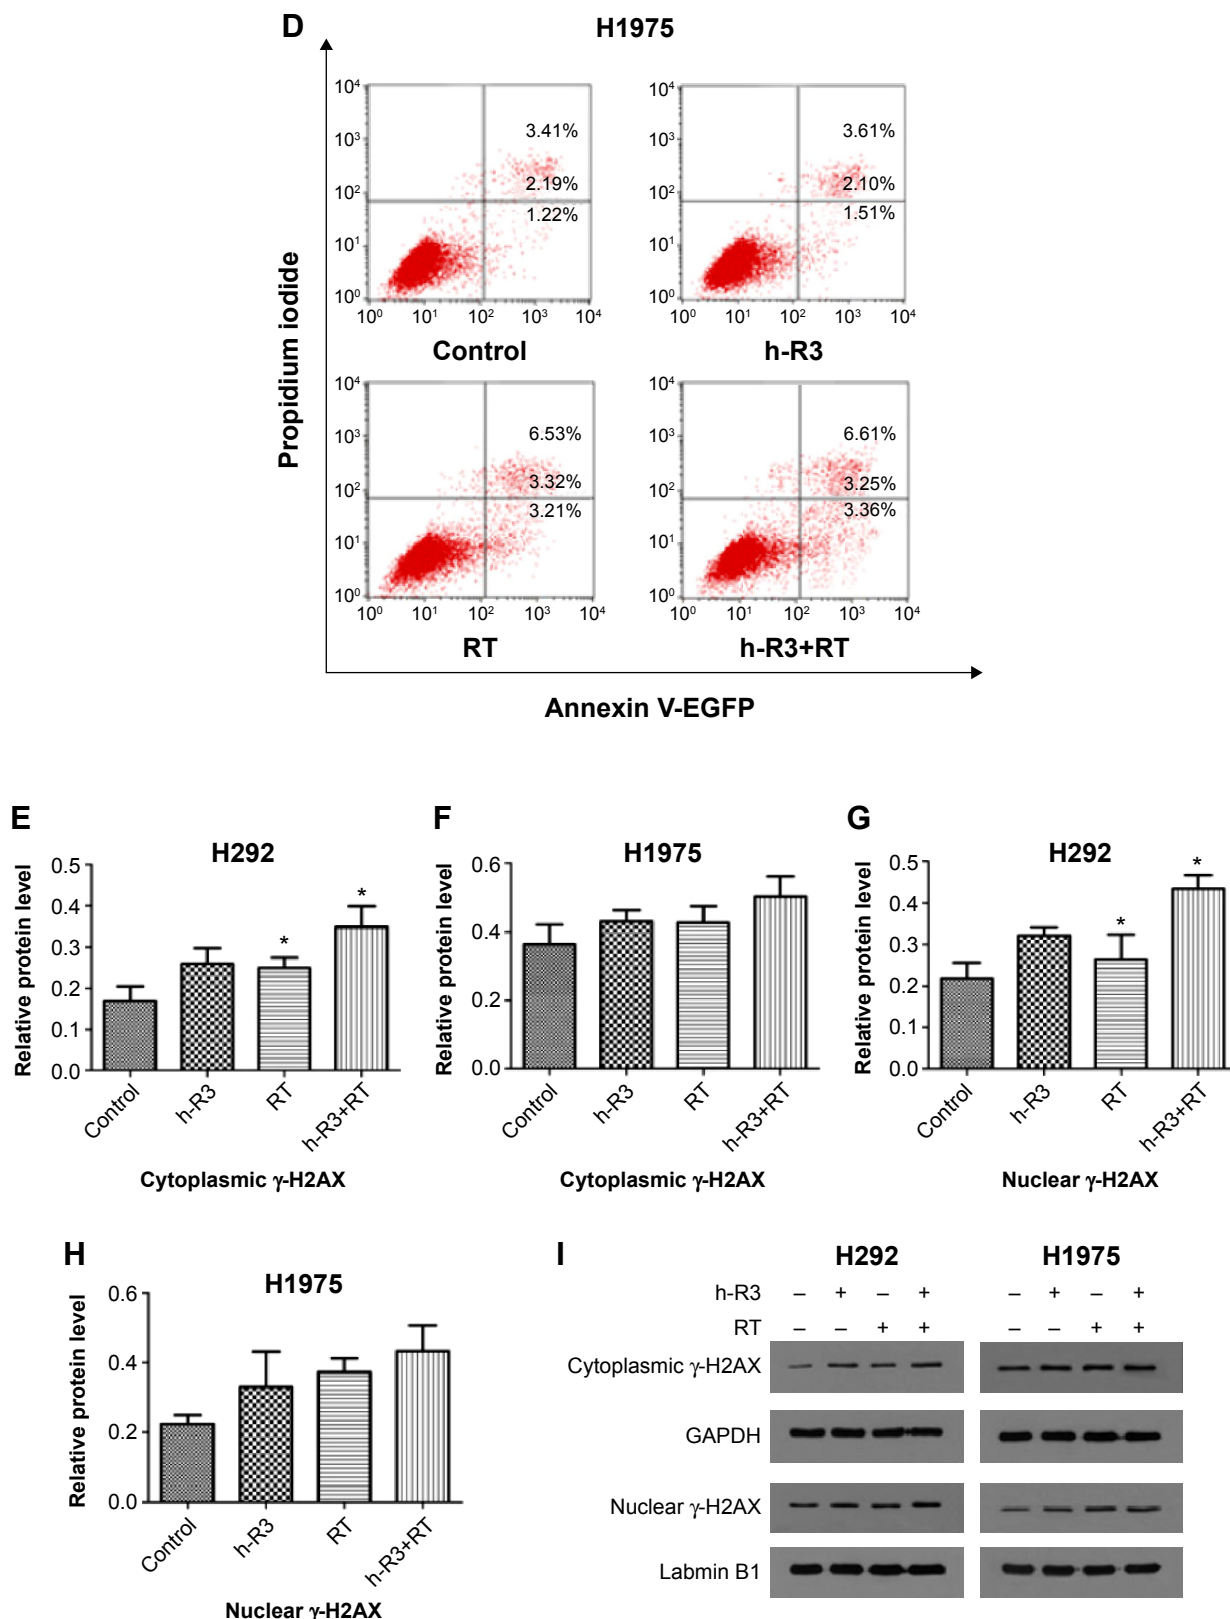 D
H1975
Propidium iodide
10⁴
10³
10²
10¹
10⁰
3.41%
2.19%
1.22%
10⁰ 10¹ 10² 10³ 10⁴
Control
10⁴
10³
10²
10¹
10⁰
3.61%
2.10%
1.51%
10⁰ 10¹ 10² 10³ 10⁴
h-R3
10⁴
10³
10²
10¹
10⁰
6.53%
3.32%
3.21%
10⁰ 10¹ 10² 10³ 10⁴
RT
10⁴
10³
10²
10¹
10⁰
6.61%
3.25%
3.36%
10⁰ 10¹ 10² 10³ 10⁴
h-R3+RT
Annexin V-EGFP
E
H292
Relative protein level
0.5
0.4
0.3
0.2
0.1
0.0
* *
Control h-R3 RT h-R3+RT
Cytoplasmic γ-H2AX
F
H1975
Relative protein level
0.6
0.4
0.2
0.0
Control h-R3 RT h-R3+RT
Cytoplasmic γ-H2AX
G
H292
Relative protein level
0.5
0.4
0.3
0.2
0.1
0.0
* *
Control h-R3 RT h-R3+RT
Nuclear γ-H2AX
H
H1975
Relative protein level
0.6
0.4
0.2
0.0
Control h-R3 RT h-R3+RT
Nuclear γ-H2AX
I
H292 H1975
h-R3 – + – + – + – +
RT – – + + – – + +
Cytoplasmic γ-H2AX
GAPDH
Nuclear γ-H2AX
Labmin B1